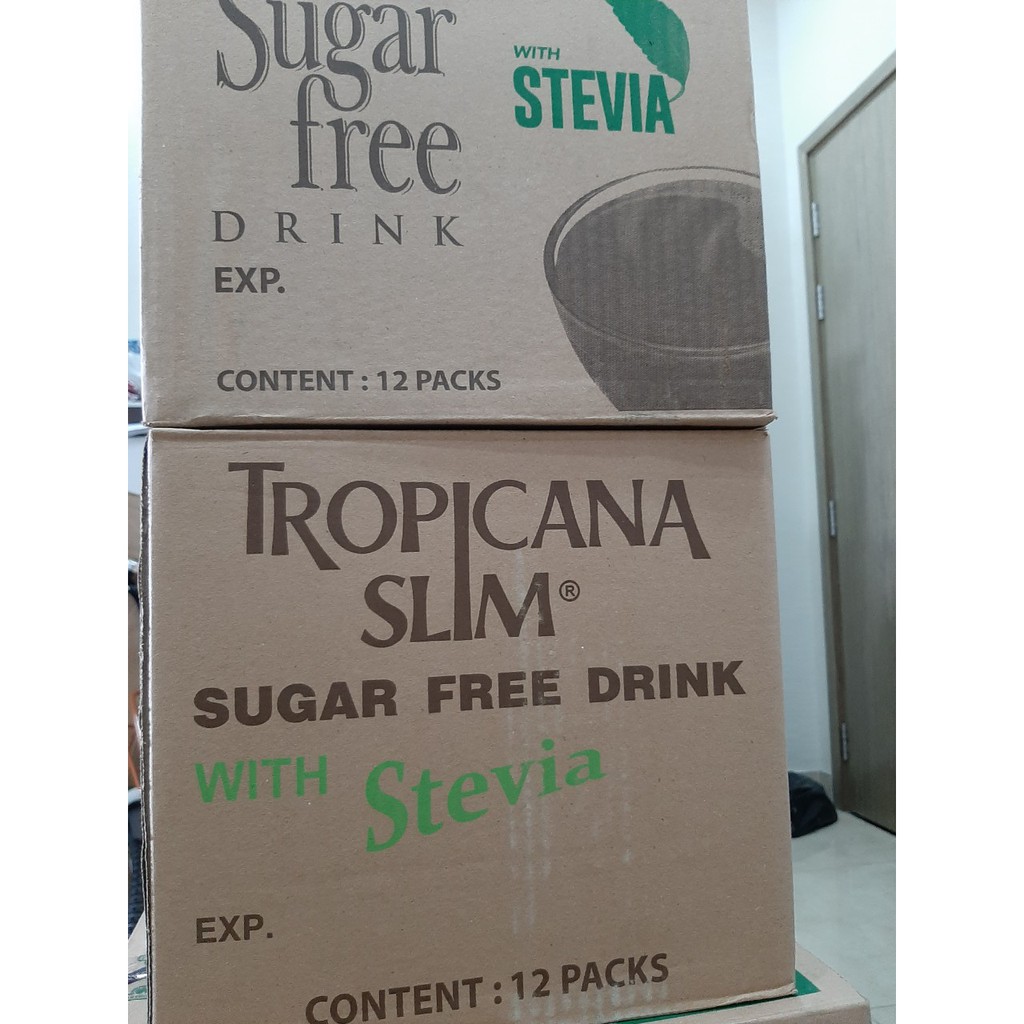 Sugar
free
DRINK
WITH
STEVIA
EXP.
CONTENT : 12 PACKS
TROPICANA
SLIM®
SUGAR FREE DRINK
WITH Stevia
EXP.
CONTENT : 12 PACKS